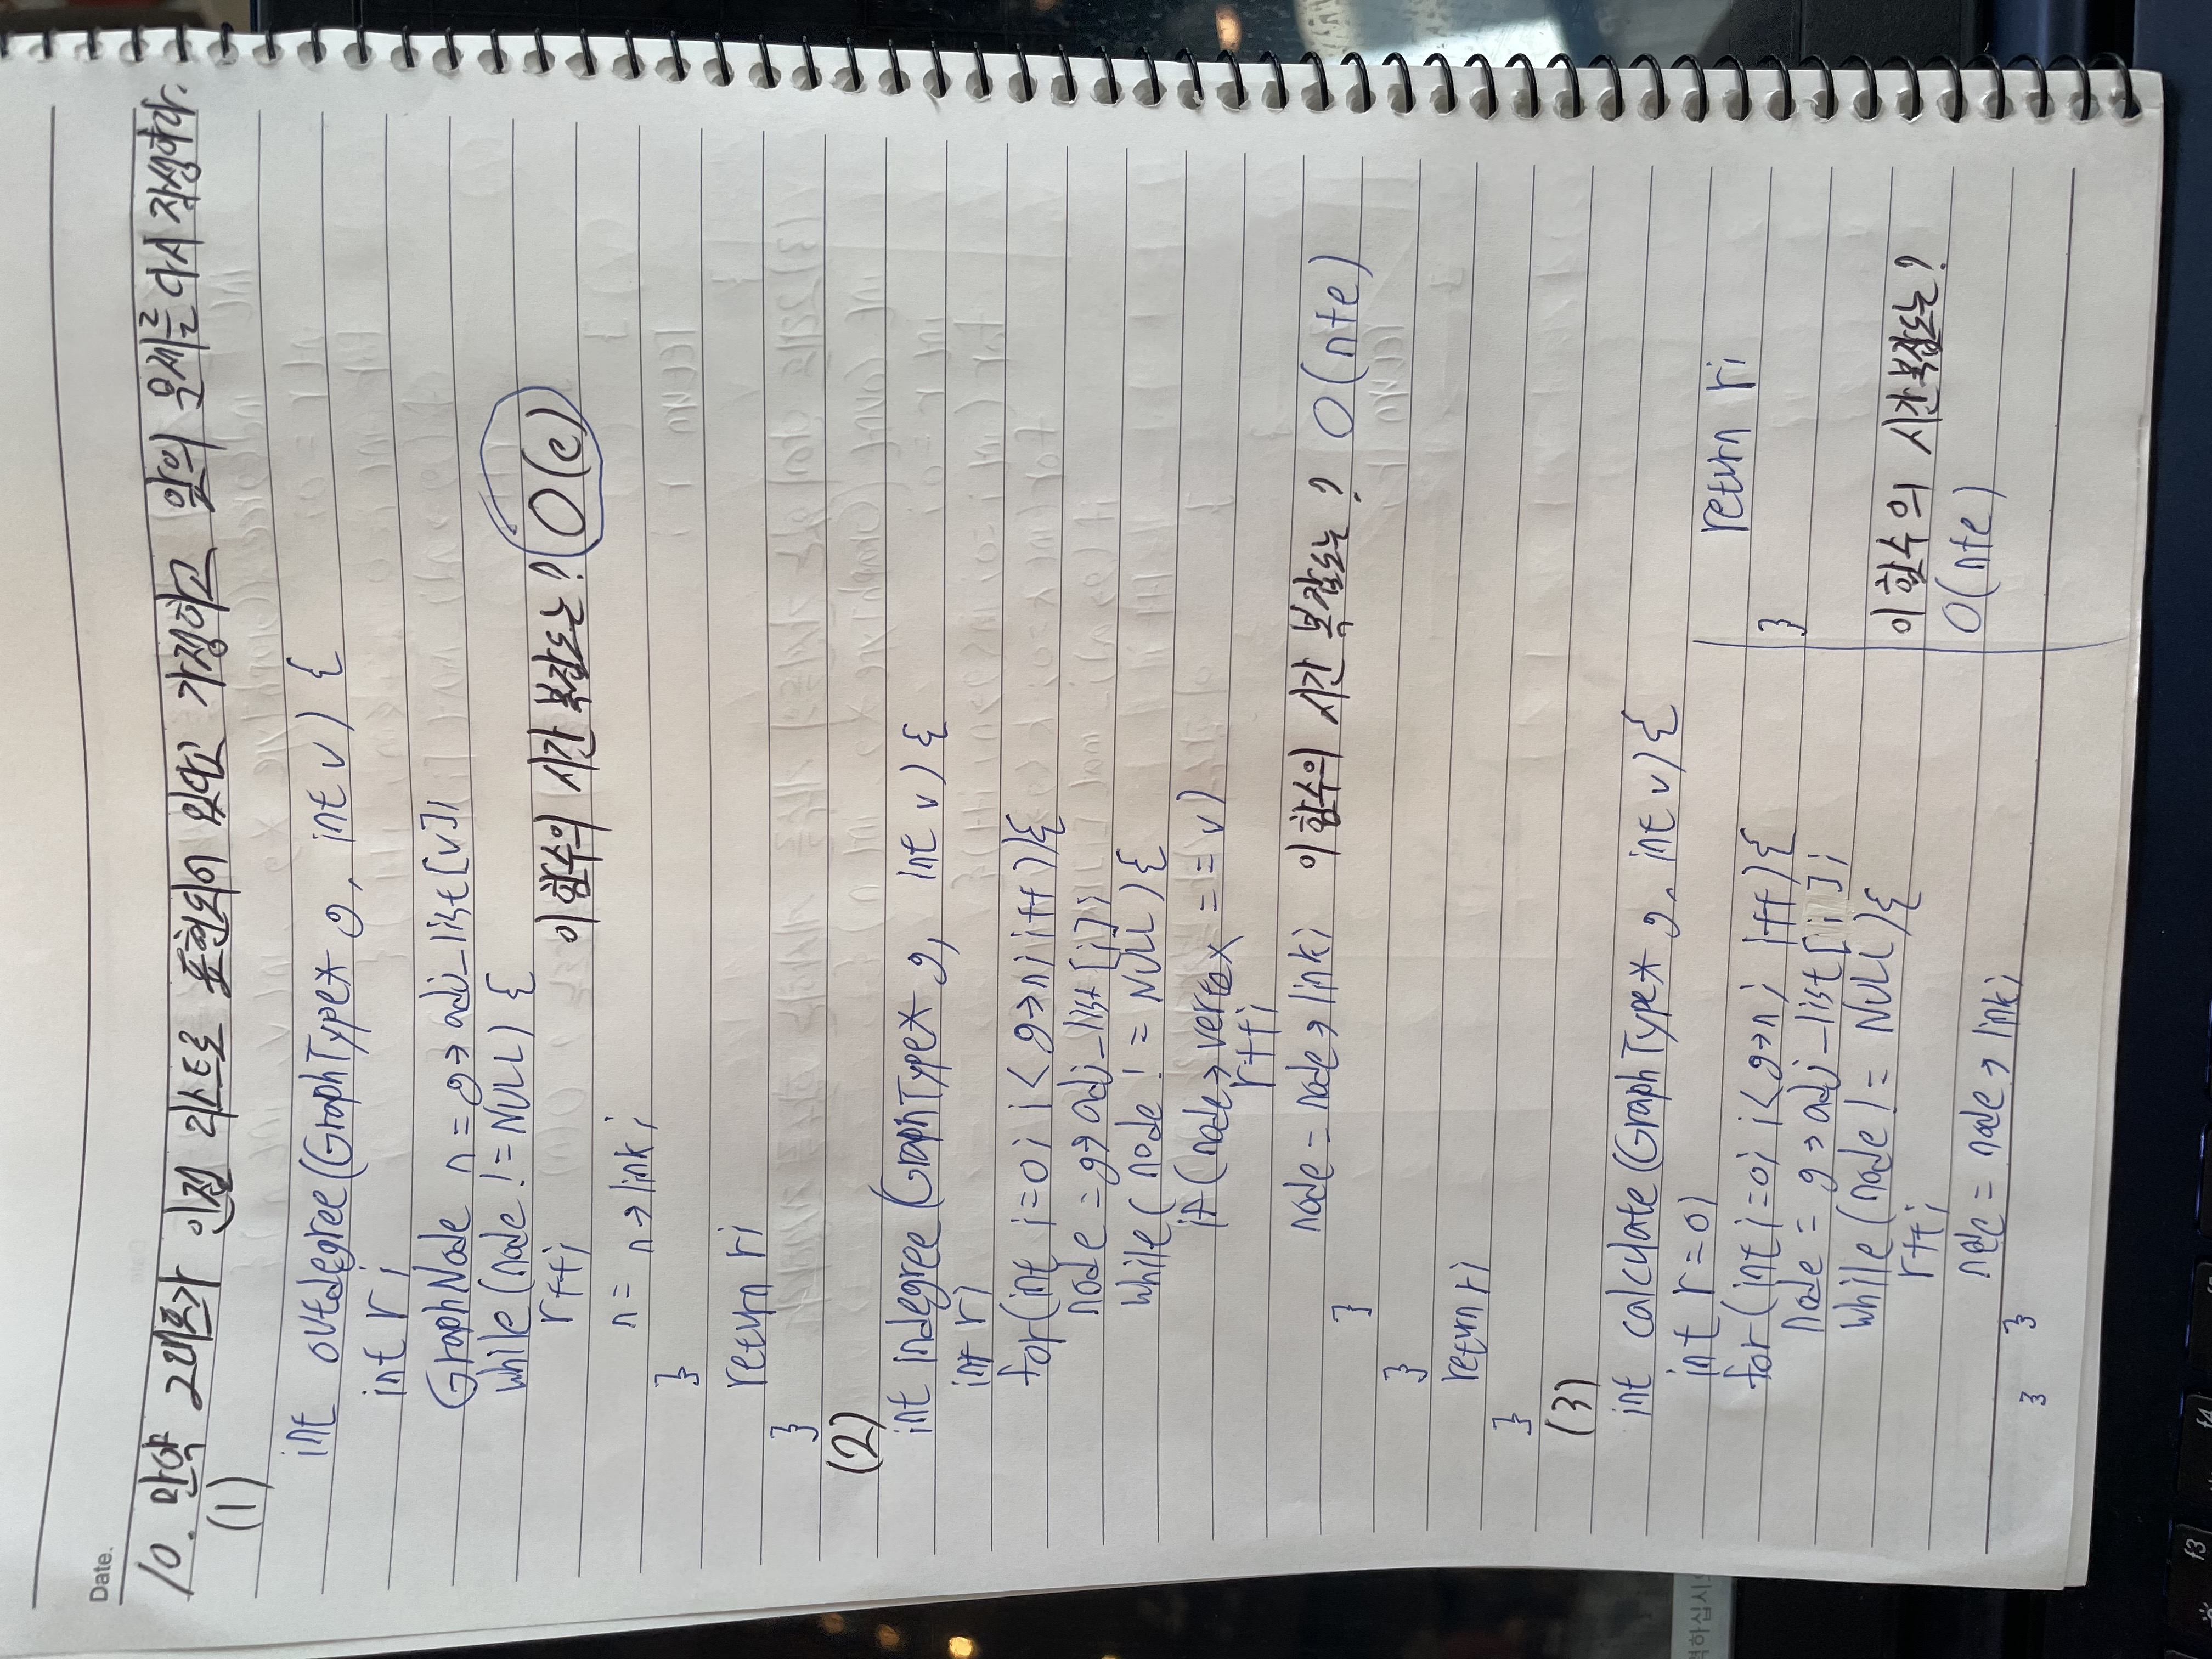 Date.
10. 만약 그래프가 인접 리스트로 표현되어 있다고 가정하고 앞의 문제를 다시 작성하라.
(1)
int outdegree(GraphType* g, int v) {
int r;
GraphNode n = g→adj_list[v];
while(node != NULL) {
r++;
이 함수의 시간 복잡도는? O(e)
n = n→link;
}
return r;
}
(2)
int indegree(GraphType* g, int v) {
int r;
for(int i=0; i < g→n; i++){
node = g→adj_list[i];
while(node != NULL){
if(node→vertex == v)
r++;
node = node→link; 이 함수의 시간 복잡도는? O(n+e)
}
}
return r;
}
(3)
int calculate(GraphType* g, int v){
int r=0;
for(int i=0; i<g→n; i++){
node = g→adj_list[i];
while(node != NULL){
r++;
node = node→link;
}
}
return r;
}
이 함수의 시간복잡도는?
O(n+e)
f3
f4